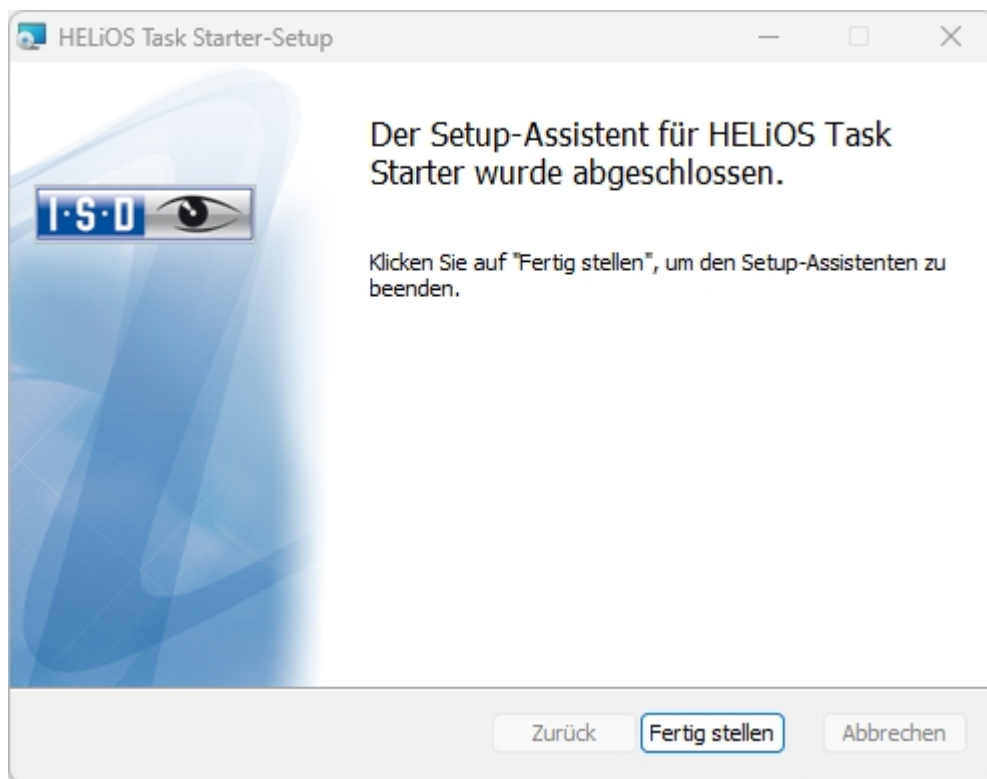 HELiOS Task Starter-Setup
Der Setup-Assistent für HELiOS Task
Starter wurde abgeschlossen.
I·S·D
Klicken Sie auf "Fertig stellen", um den Setup-Assistenten zu
beenden.
Zurück
Fertig stellen
Abbrechen